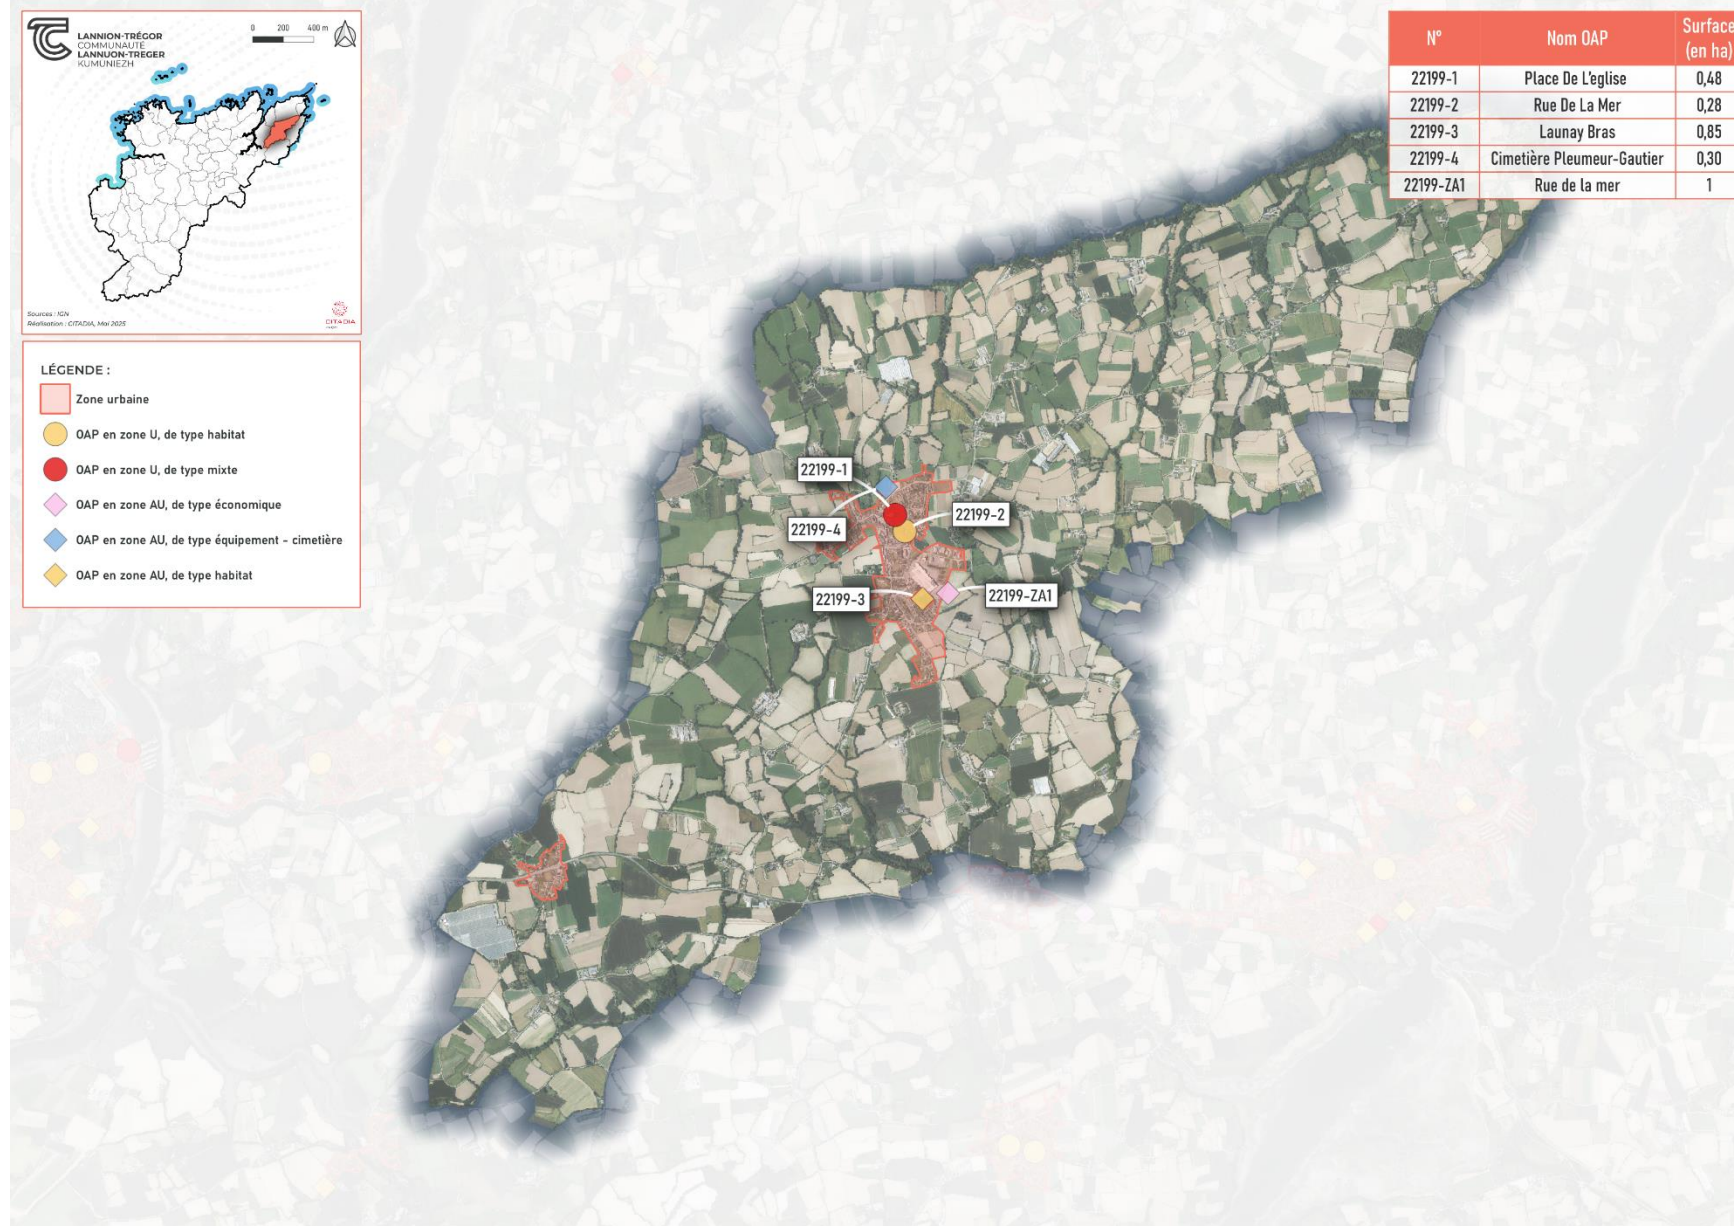 LANNION-TRÉGOR
COMMUNAUTÉ
LANNUON-TREGER
KUMUNIEZH
0 200 400 m
Sources : IGN
Réalisation : CITADIA, Mai 2025
CITADIA
LÉGENDE :
Zone urbaine
OAP en zone U, de type habitat
OAP en zone U, de type mixte
OAP en zone AU, de type économique
OAP en zone AU, de type équipement - cimetière
OAP en zone AU, de type habitat
N° Nom OAP Surface (en ha)
22199-1 Place De L'eglise 0,48
22199-2 Rue De La Mer 0,28
22199-3 Launay Bras 0,85
22199-4 Cimetière Pleumeur-Gautier 0,30
22199-ZA1 Rue de la mer 1
22199-1
22199-2
22199-4
22199-3
22199-ZA1